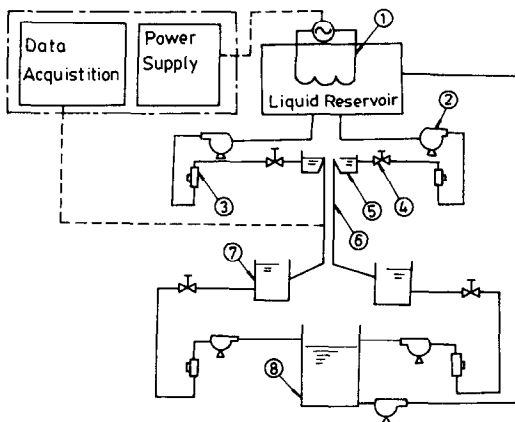 Data
Acquistition
Power
Supply
①
Liquid Reservoir
②
③
⑤
④
⑥
⑦
⑧